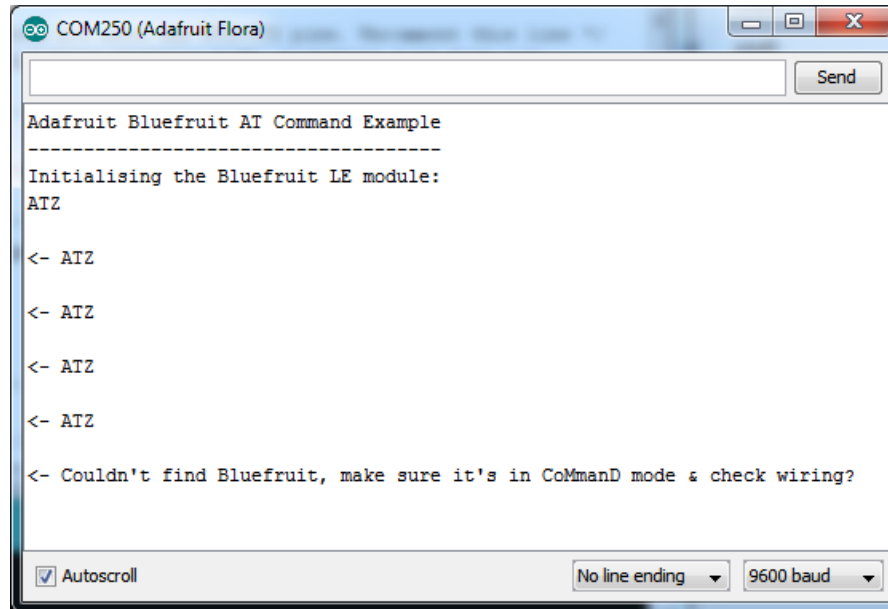 COM250 (Adafruit Flora)
Send
Adafruit Bluefruit AT Command Example
-------------------------------------
Initialising the Bluefruit LE module:
ATZ
<- ATZ
<- ATZ
<- ATZ
<- ATZ
<- Couldn't find Bluefruit, make sure it's in CoMmanD mode & check wiring?
Autoscroll
No line ending
9600 baud